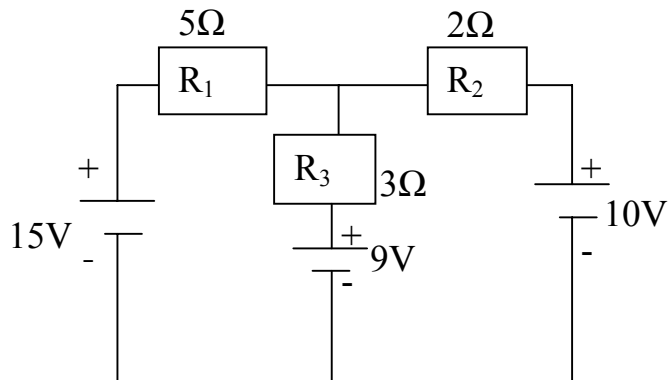 5Ω
2Ω
R₁
R₂
R₃
3Ω
+
+
15V
10V
+
9V
-
-
-